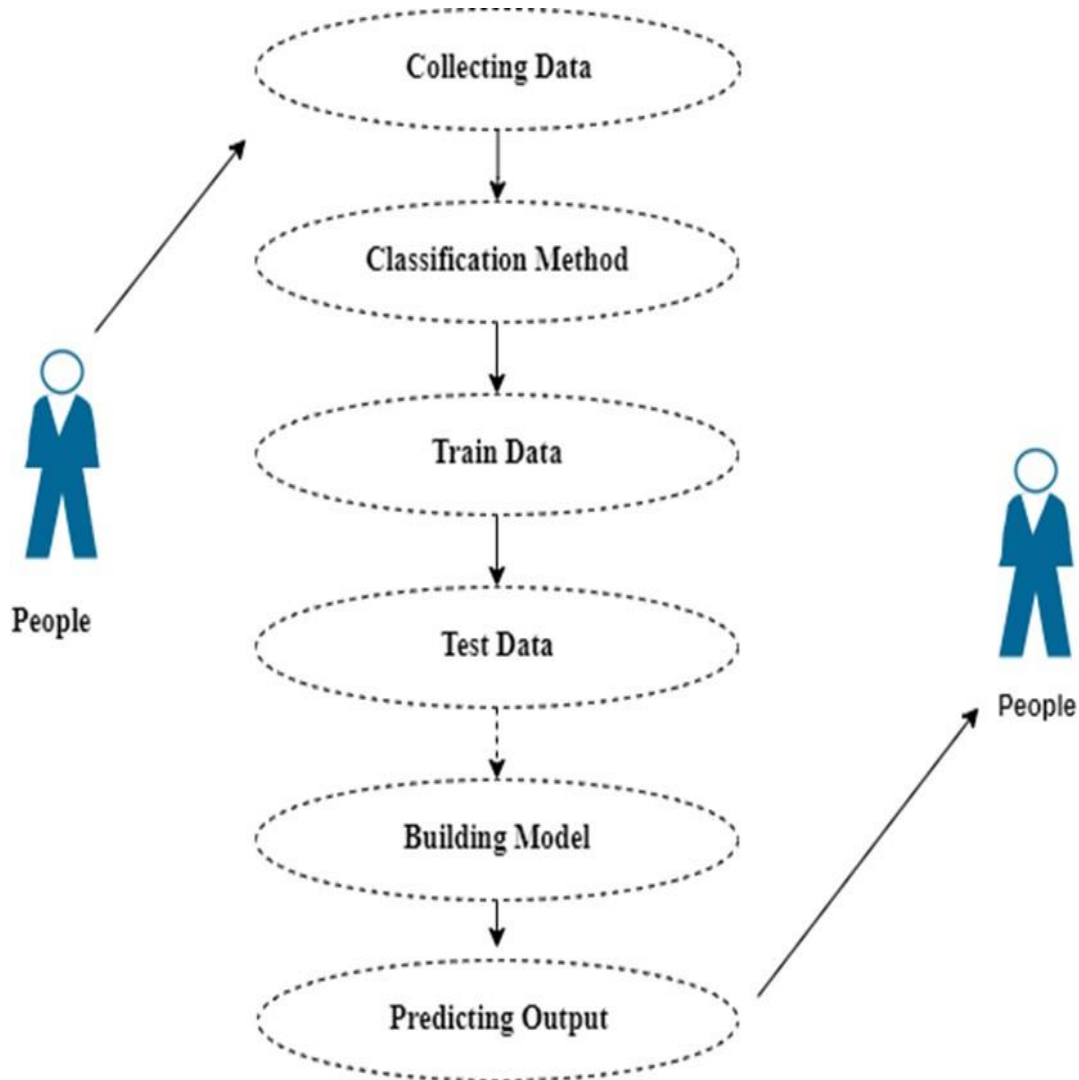 Collecting Data
Classification Method
Train Data
People
Test Data
People
Building Model
Predicting Output